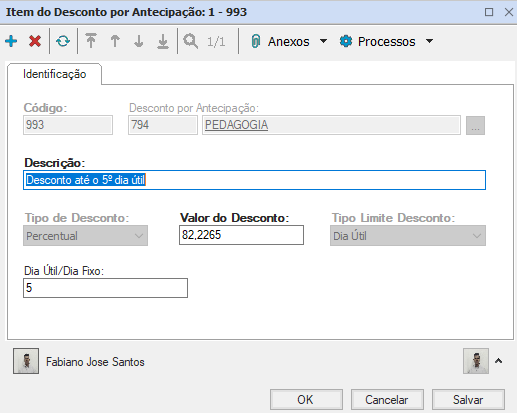 Item do Desconto por Antecipação: 1 - 993
1/1 Anexos Processos
Identificação
Código: Desconto por Antecipação:
993 794 PEDAGOGIA ...
Descrição:
Desconto até o 5º dia útil
Tipo de Desconto: Valor do Desconto: Tipo Limite Desconto:
Percentual 82,2265 Dia Útil
Dia Útil/Dia Fixo:
5
Fabiano Jose Santos
OK Cancelar Salvar